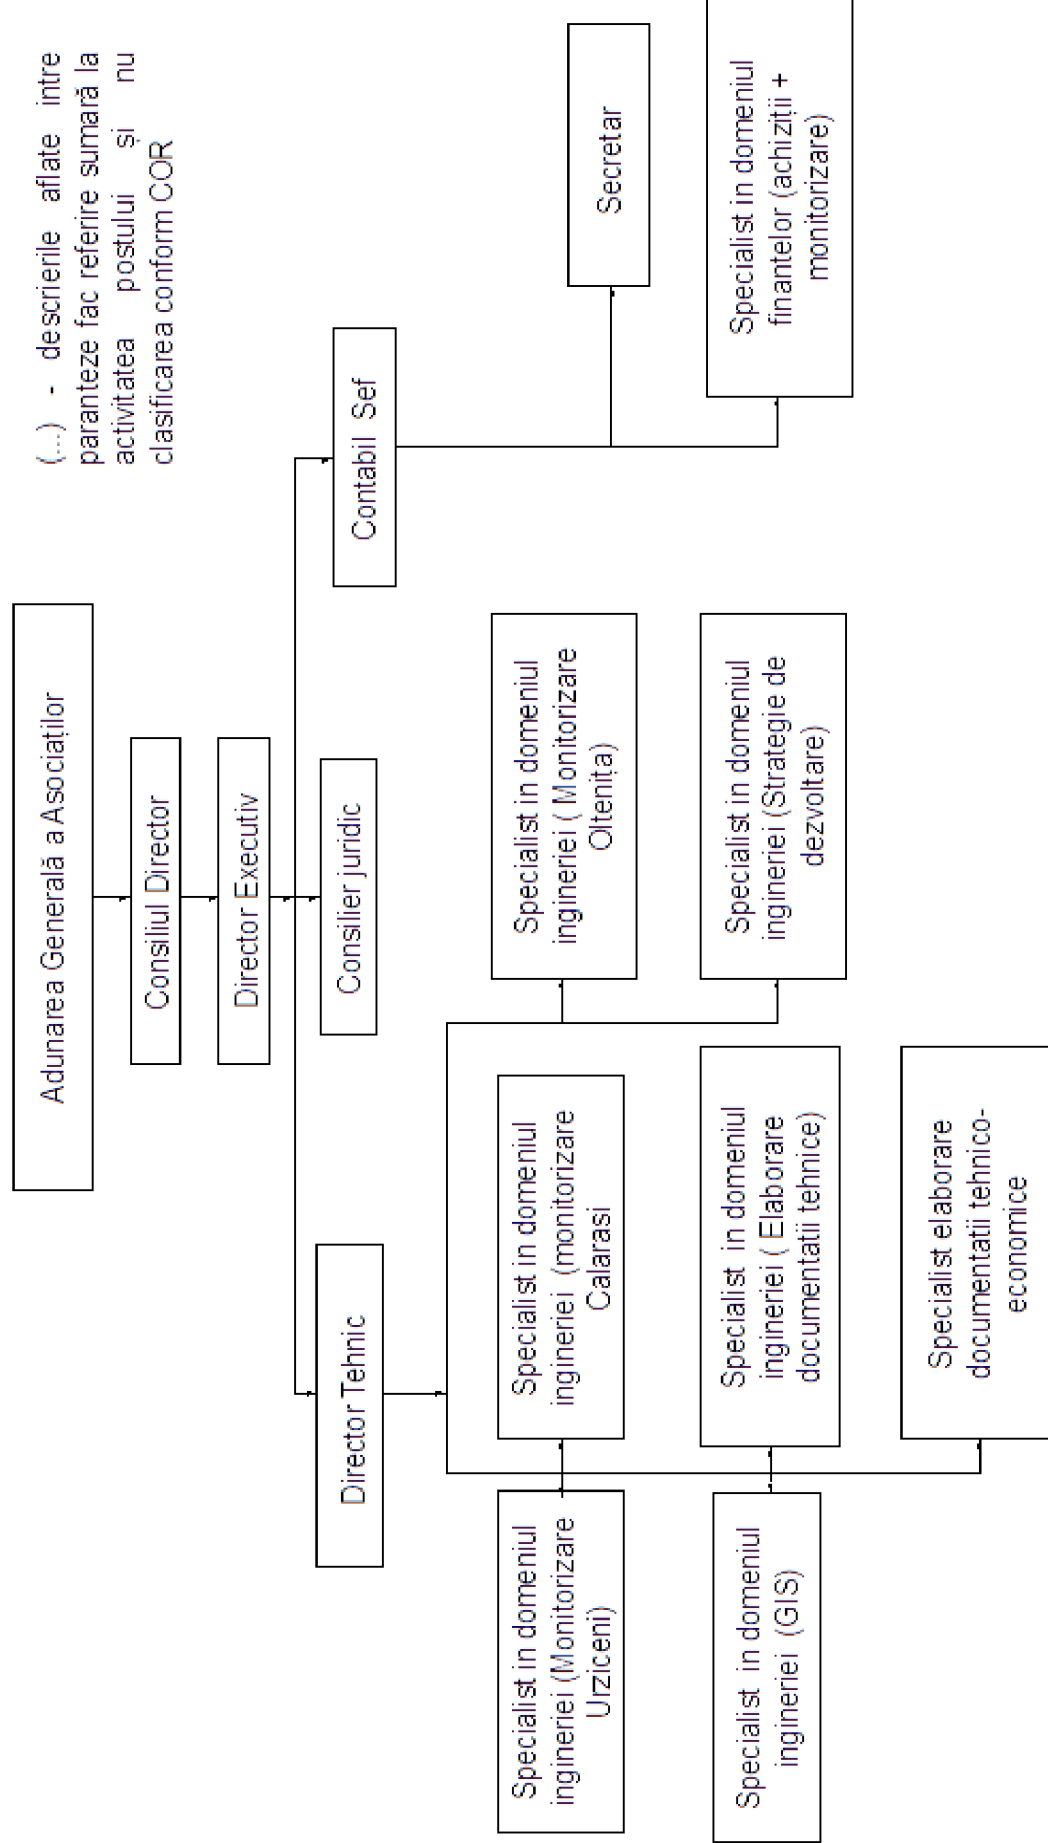 (...) - descrierile aflate intre
paranteze fac referire sumară la
activitatea postului și nu
clasificarea conform COR
Adunarea Generală a Asociaților
Consiliul Director
Director Executiv
Consilier juridic
Director Tehnic
Contabil Sef
Specialist in domeniul
ingineriei (Monitorizare
Urziceni)
Specialist in domeniul
ingineriei (monitorizare
Calarasi
Specialist in domeniul
ingineriei ( Monitorizare
Oltenița)
Secretar
Specialist in domeniul
ingineriei (GIS)
Specialist in domeniul
ingineriei ( Elaborare
documentatii tehnice)
Specialist in domeniul
ingineriei (Strategie de
dezvoltare)
Specialist in domeniul
finantelor (achiziții +
monitorizare)
Specialist elaborare
documentatii tehnico-
economice